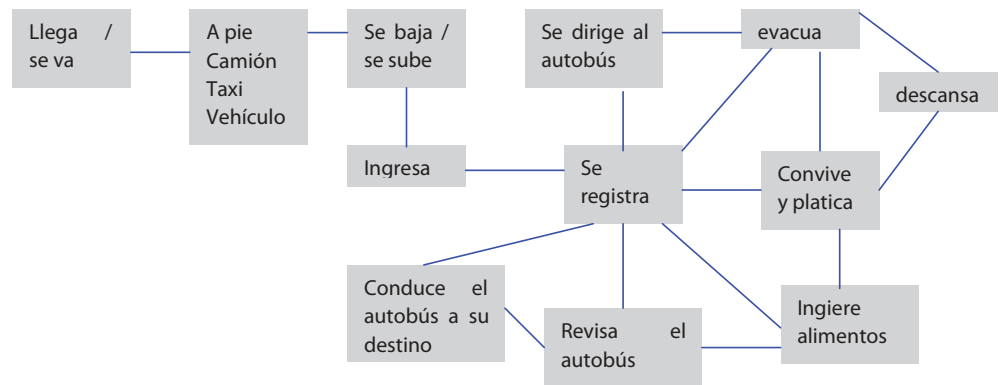 Llega /
se va
A pie
Camión
Taxi
Vehículo
Se baja /
se sube
Se dirige al
autobús
evacua
descansa
Ingresa
Se
registra
Convive
y platica
Conduce el
autobús a su
destino
Revisa el
autobús
Ingiere
alimentos